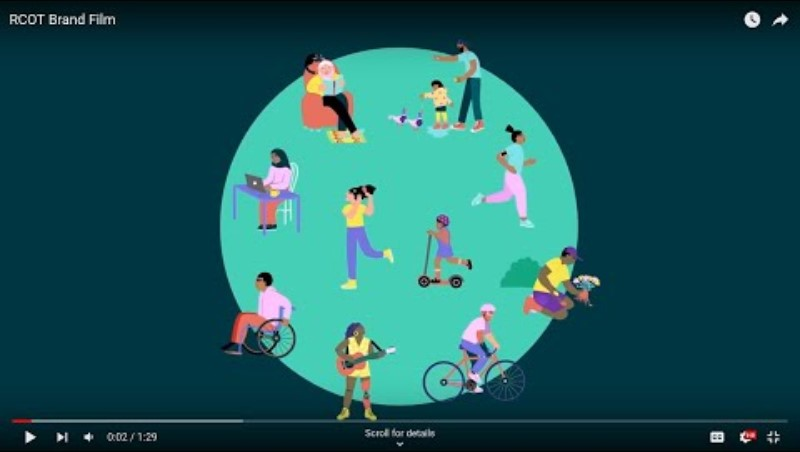 RCOT Brand Film
0:02 / 1:29
Scroll for details